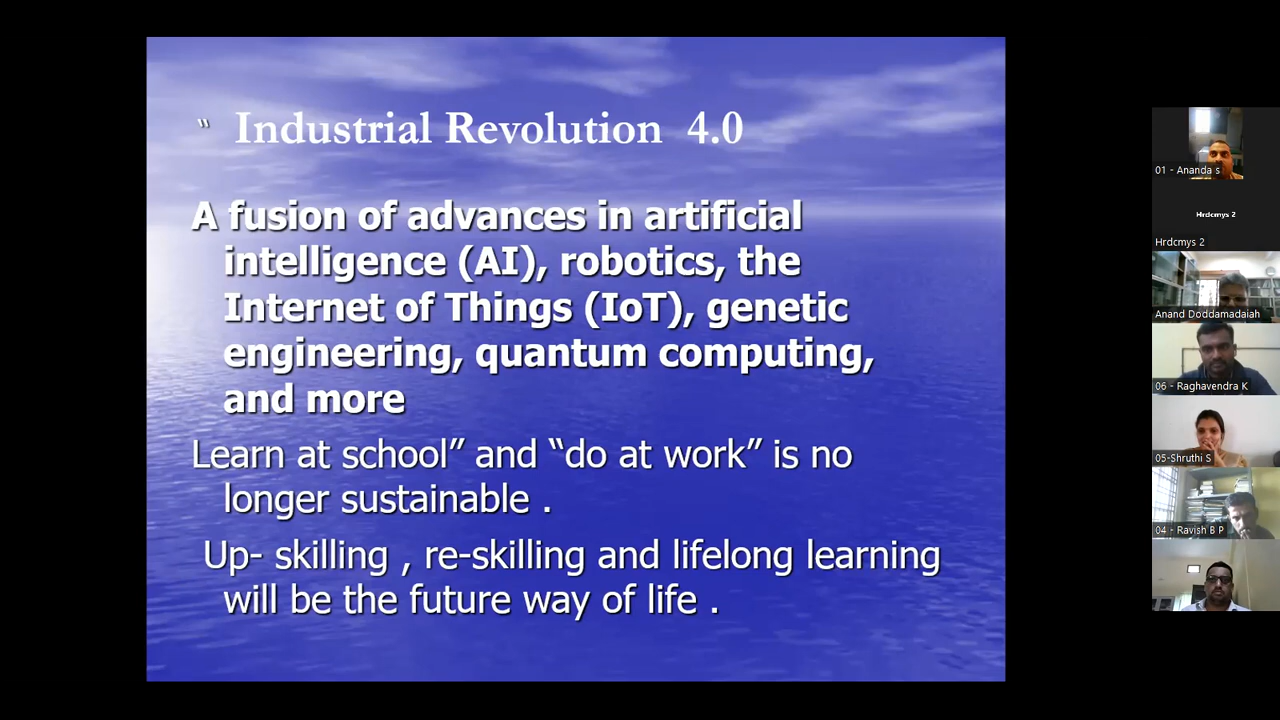 “ Industrial Revolution 4.0
A fusion of advances in artificial
intelligence (AI), robotics, the
Internet of Things (IoT), genetic
engineering, quantum computing,
and more
Learn at school” and “do at work” is no
longer sustainable .
Up- skilling , re-skilling and lifelong learning
will be the future way of life .
01 - Ananda s
Hrdcmys 2
Hrdcmys 2
Anand Doddamadaiah
06 - Raghavendra K
05-Shruthi S
04 - Ravish B P